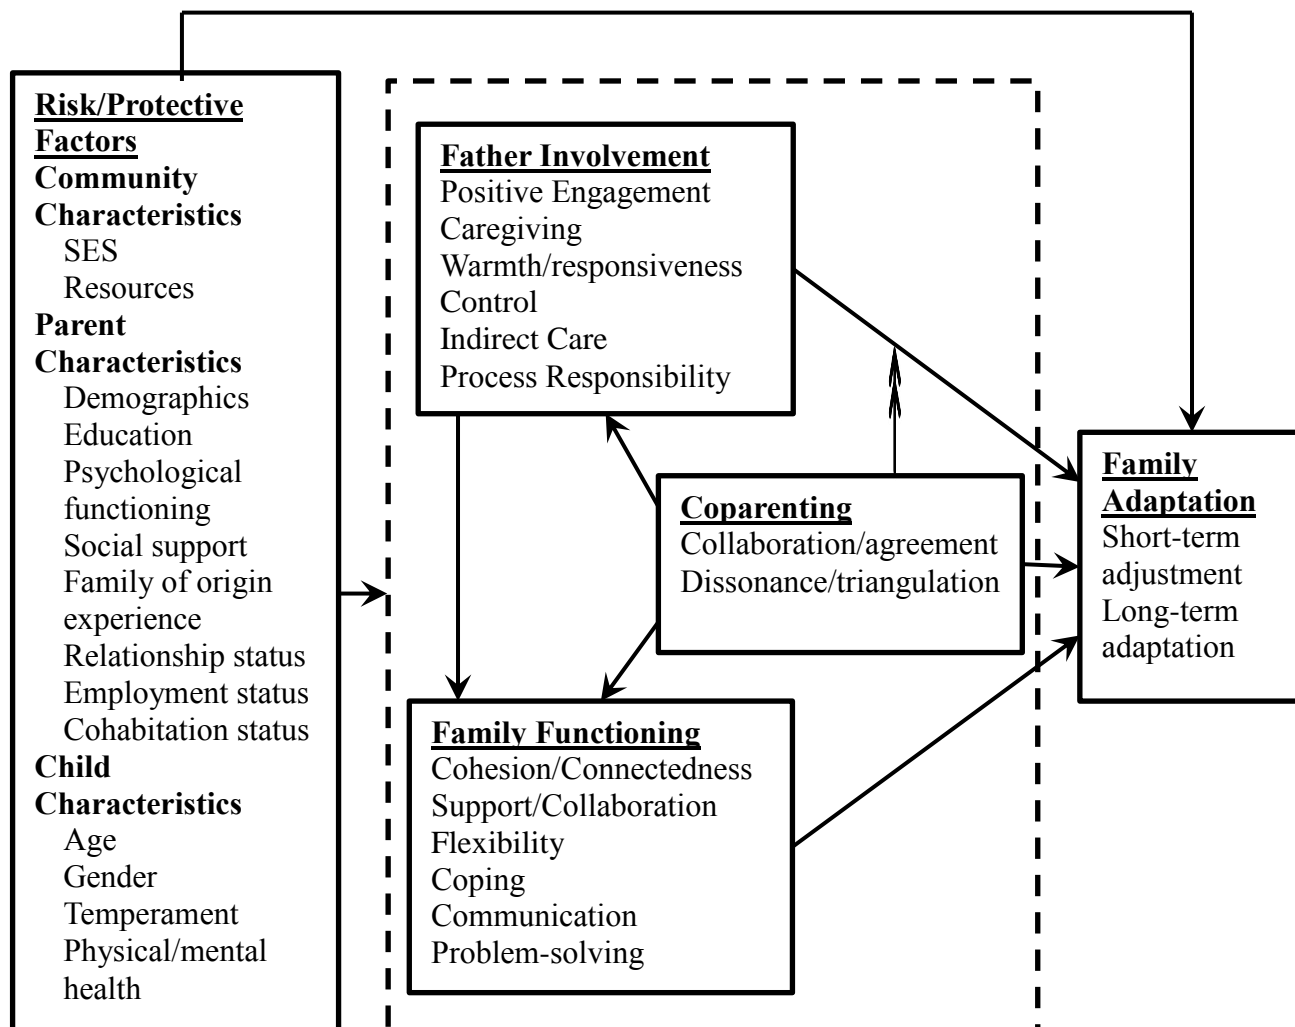 Risk/Protective
Factors
Community
Characteristics
SES
Resources
Parent
Characteristics
Demographics
Education
Psychological
functioning
Social support
Family of origin
experience
Relationship status
Employment status
Cohabitation status
Child
Characteristics
Age
Gender
Temperament
Physical/mental
health
Father Involvement
Positive Engagement
Caregiving
Warmth/responsiveness
Control
Indirect Care
Process Responsibility
Coparenting
Collaboration/agreement
Dissonance/triangulation
Family Functioning
Cohesion/Connectedness
Support/Collaboration
Flexibility
Coping
Communication
Problem-solving
Family
Adaptation
Short-term
adjustment
Long-term
adaptation